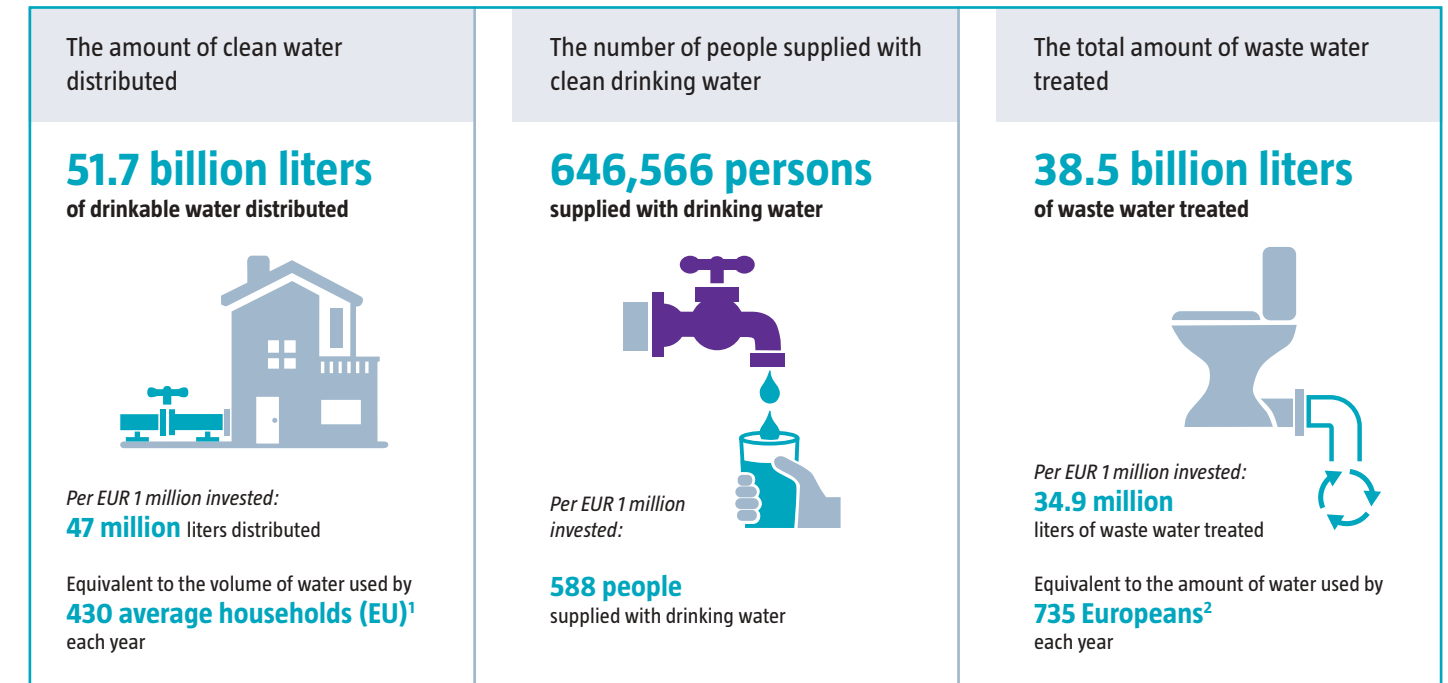 The amount of clean water
distributed
51.7 billion liters
of drinkable water distributed
Per EUR 1 million invested:
47 million liters distributed
Equivalent to the volume of water used by
430 average households (EU)¹
each year
The number of people supplied with
clean drinking water
646,566 persons
supplied with drinking water
Per EUR 1 million
invested:
588 people
supplied with drinking water
The total amount of waste water
treated
38.5 billion liters
of waste water treated
Per EUR 1 million invested:
34.9 million
liters of waste water treated
Equivalent to the amount of water used by
735 Europeans²
each year